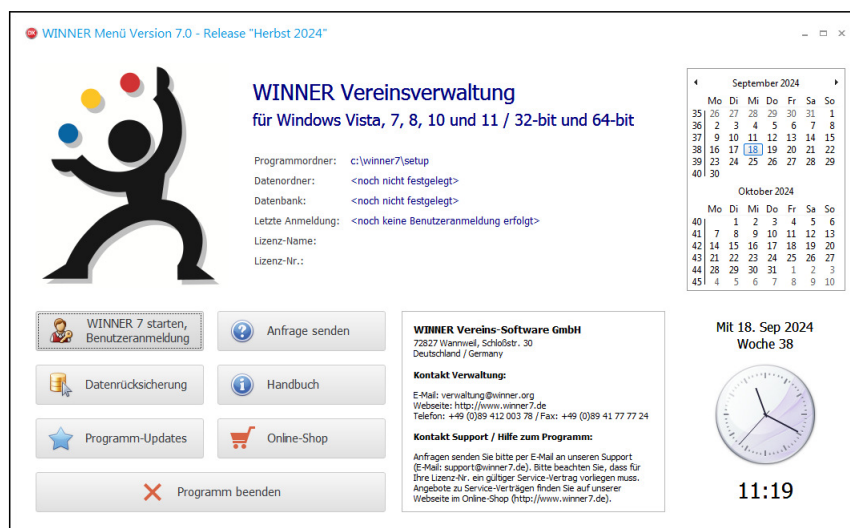 WINNER Menü Version 7.0 - Release "Herbst 2024"
WINNER Vereinsverwaltung
für Windows Vista, 7, 8, 10 und 11 / 32-bit und 64-bit
Programmordner: c:\winner7\setup
Datenordner: <noch nicht festgelegt>
Datenbank: <noch nicht festgelegt>
Letzte Anmeldung: <noch keine Benutzeranmeldung erfolgt>
Lizenz-Name:
Lizenz-Nr.:
September 2024
Mo Di Mi Do Fr Sa So
35 26 27 28 29 30 31 1
36 2 3 4 5 6 7 8
37 9 10 11 12 13 14 15
38 16 17 18 19 20 21 22
39 23 24 25 26 27 28 29
40 30
Oktober 2024
Mo Di Mi Do Fr Sa So
40 1 2 3 4 5 6
41 7 8 9 10 11 12 13
42 14 15 16 17 18 19 20
43 21 22 23 24 25 26 27
44 28 29 30 31 1 2 3
45 4 5 6 7 8 9 10
WINNER 7 starten,
Benutzeranmeldung
Anfrage senden
Datenrücksicherung
Handbuch
Programm-Updates
Online-Shop
Programm beenden
WINNER Vereins-Software GmbH
72827 Wannweil, Schloßstr. 30
Deutschland / Germany
Kontakt Verwaltung:
E-Mail: verwaltung@winner.org
Webseite: http://www.winner7.de
Telefon: +49 (0)89 412 003 78 / Fax: +49 (0)89 41 77 77 24
Kontakt Support / Hilfe zum Programm:
Anfragen senden Sie bitte per E-Mail an unseren Support
(E-Mail: support@winner7.de). Bitte beachten Sie, dass für
Ihre Lizenz-Nr. ein gültiger Service-Vertrag vorliegen muss.
Angebote zu Service-Verträgen finden Sie auf unserer
Webseite im Online-Shop (http://www.winner7.de).
Mit 18. Sep 2024
Woche 38
11:19